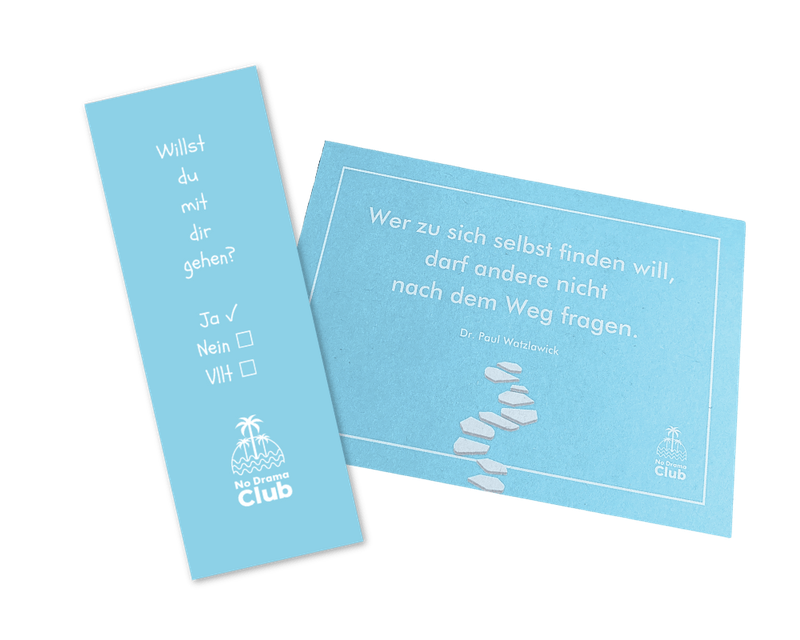 Willst
du
mit
dir
gehen?
Ja ✓
Nein ☐
Vllt ☐
No Drama
Club
Wer zu sich selbst finden will,
darf andere nicht
nach dem Weg fragen.
Dr. Paul Watzlawick
No Drama
Club